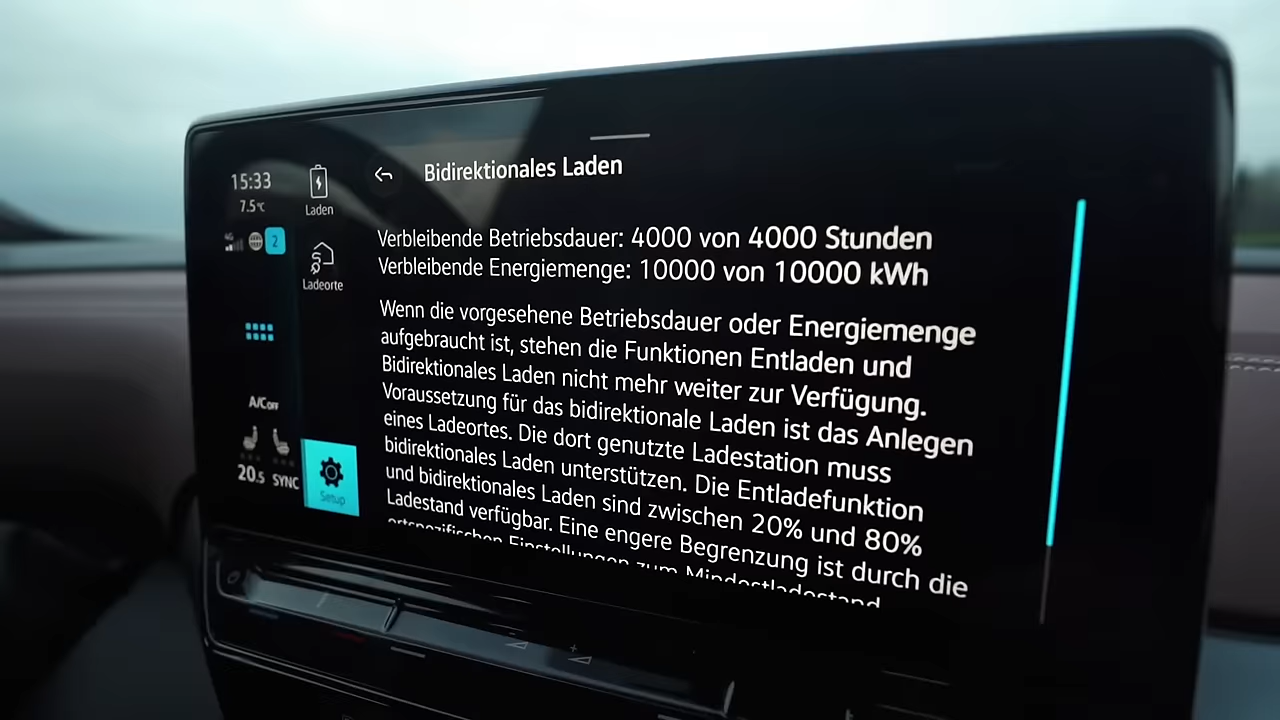 15:33
7.5°C
4G
2
A/C OFF
20.5 SYNC
Laden
Ladeorte
Setup
Bidirektionales Laden
Verbleibende Betriebsdauer: 4000 von 4000 Stunden
Verbleibende Energiemenge: 10000 von 10000 kWh
Wenn die vorgesehene Betriebsdauer oder Energiemenge
aufgebraucht ist, stehen die Funktionen Entladen und
Bidirektionales Laden nicht mehr weiter zur Verfügung.
Voraussetzung für das bidirektionale Laden ist das Anlegen
eines Ladeortes. Die dort genutzte Ladestation muss
bidirektionales Laden unterstützen. Die Entladefunktion
und bidirektionales Laden sind zwischen 20% und 80%
Ladestand verfügbar. Eine engere Begrenzung ist durch die
ortspezifischen Einstellungen zum Mindestladestand